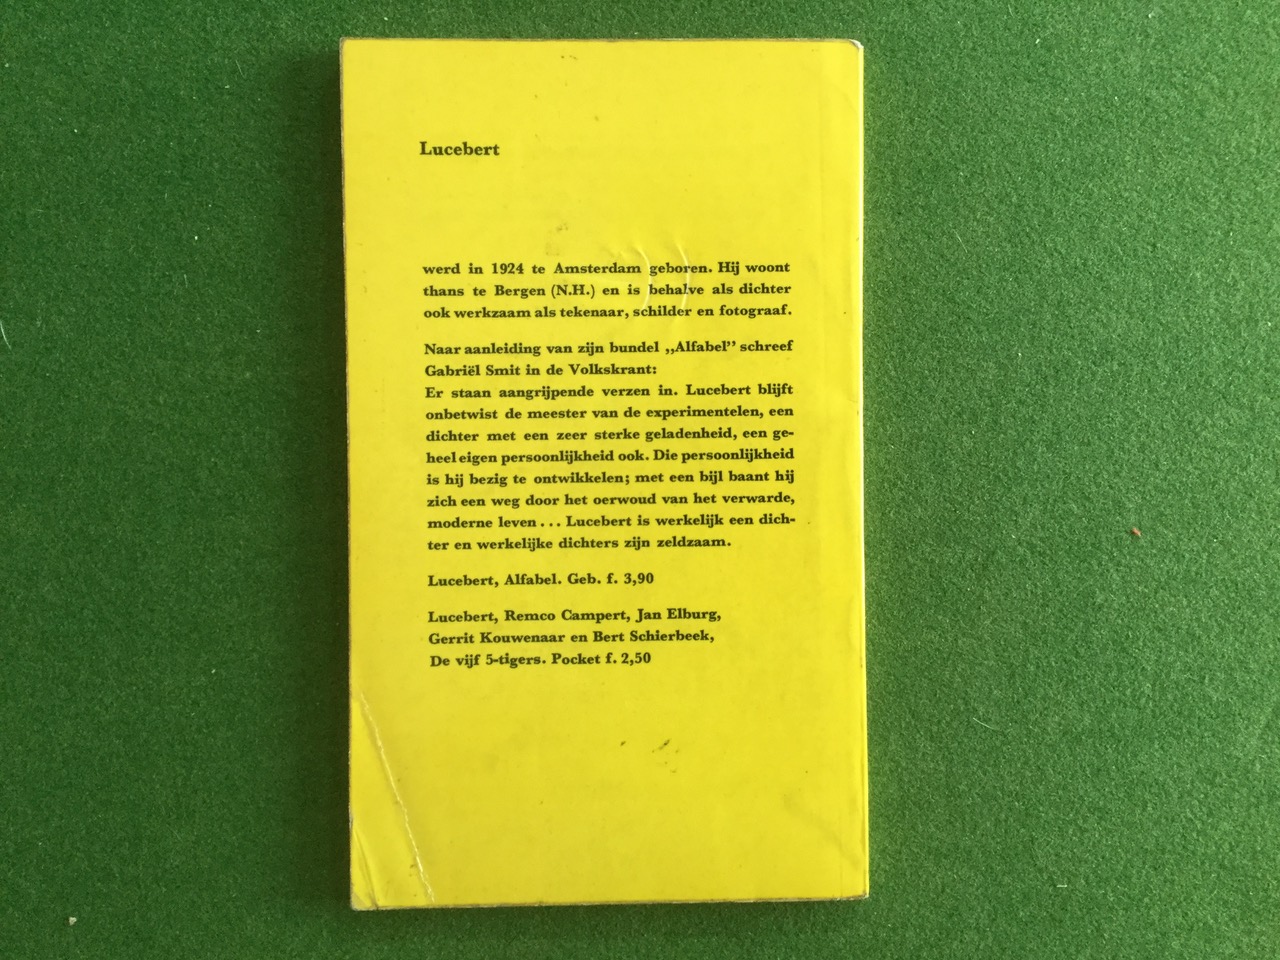 Lucebert
werd in 1924 te Amsterdam geboren. Hij woont
thans te Bergen (N.H.) en is behalve als dichter
ook werkzaam als tekenaar, schilder en fotograaf.
Naar aanleiding van zijn bundel „Alfabel” schreef
Gabriël Smit in de Volkskrant:
Er staan aangrijpende verzen in. Lucebert blijft
onbetwist de meester van de experimentelen, een
dichter met een zeer sterke geladenheid, een ge-
heel eigen persoonlijkheid ook. Die persoonlijkheid
is hij bezig te ontwikkelen; met een bijl baant hij
zich een weg door het oerwoud van het verwarde,
moderne leven... Lucebert is werkelijk een dich-
ter en werkelijke dichters zijn zeldzaam.
Lucebert, Alfabel. Geb. f. 3,90
Lucebert, Remco Campert, Jan Elburg,
Gerrit Kouwenaar en Bert Schierbeek,
De vijf 5-tigers. Pocket f. 2,50